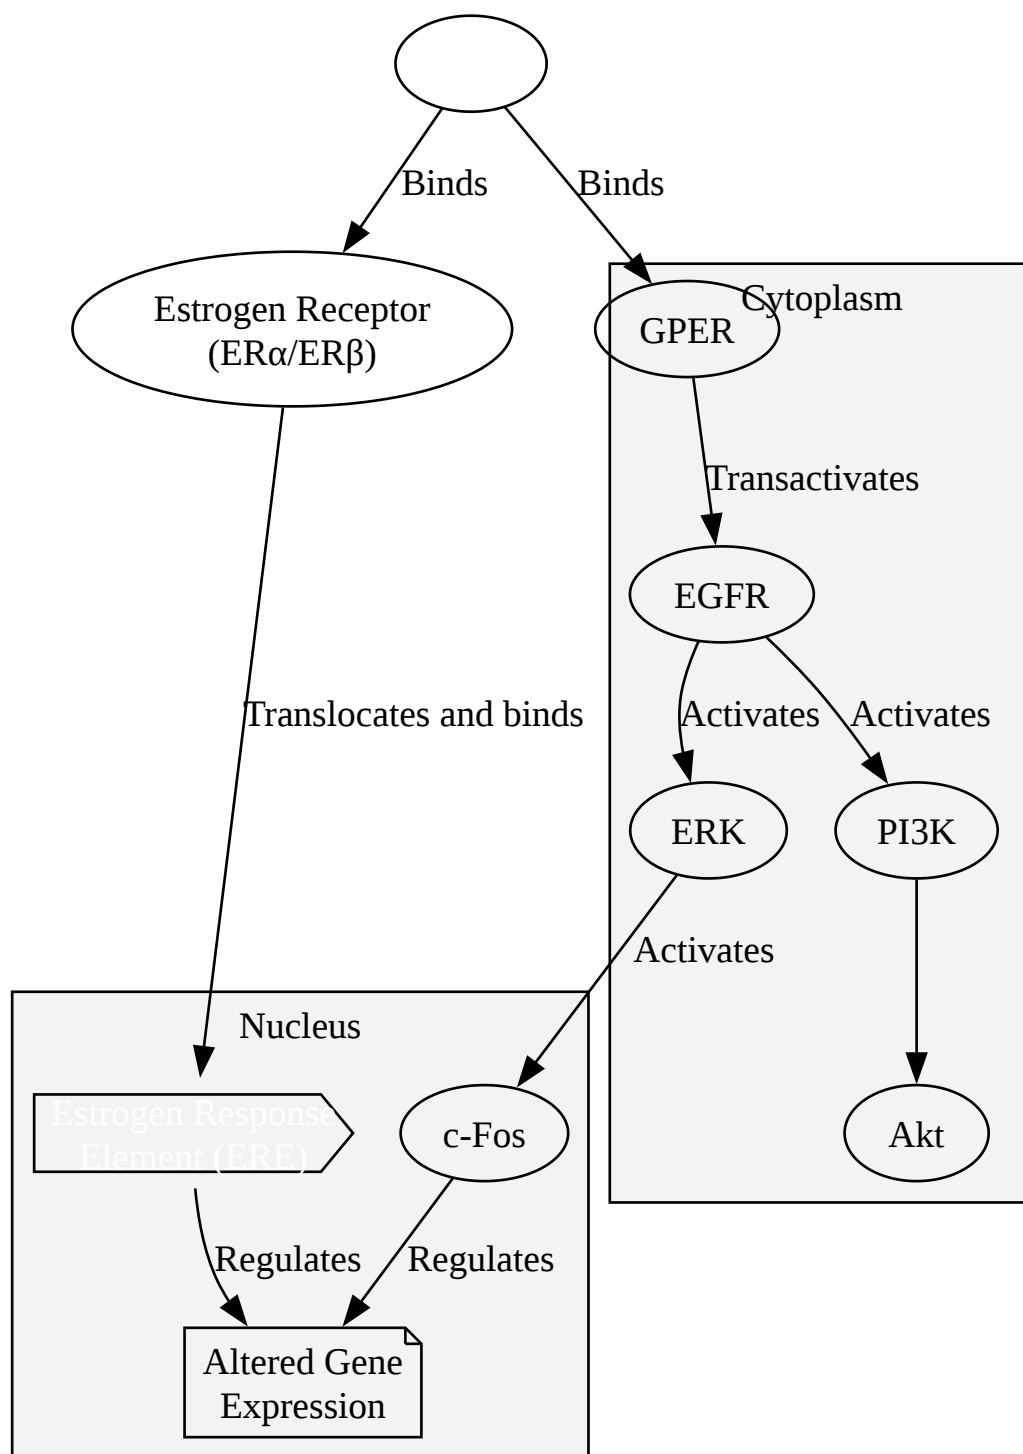 Binds
Binds
Estrogen Receptor
(ERα/ERβ)
Cytoplasm
GPER
Transactivates
EGFR
Translocates and binds
Activates
Activates
ERK
PI3K
Activates
Nucleus
Estrogen Response
Element (ERE)
c-Fos
Akt
Regulates
Regulates
Altered Gene
Expression